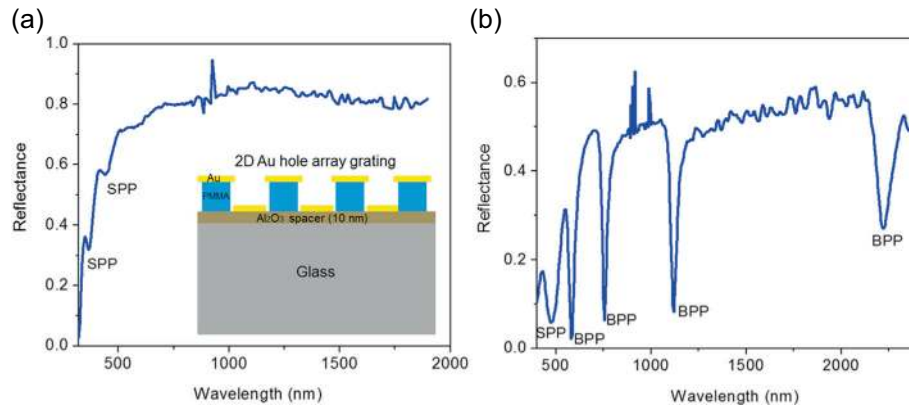 (a)
1.0
0.8
0.6
0.4
0.2
0.0
Reflectance
SPP
SPP
2D Au hole array grating
Au
PMMA
Al2O3 spacer (10 nm)
Glass
500
1000
1500
2000
Wavelength (nm)
(b)
0.6
0.4
0.2
0.0
Reflectance
SPP
BPP
BPP
BPP
BPP
400
500
1000
1500
2000
Wavelength (nm)